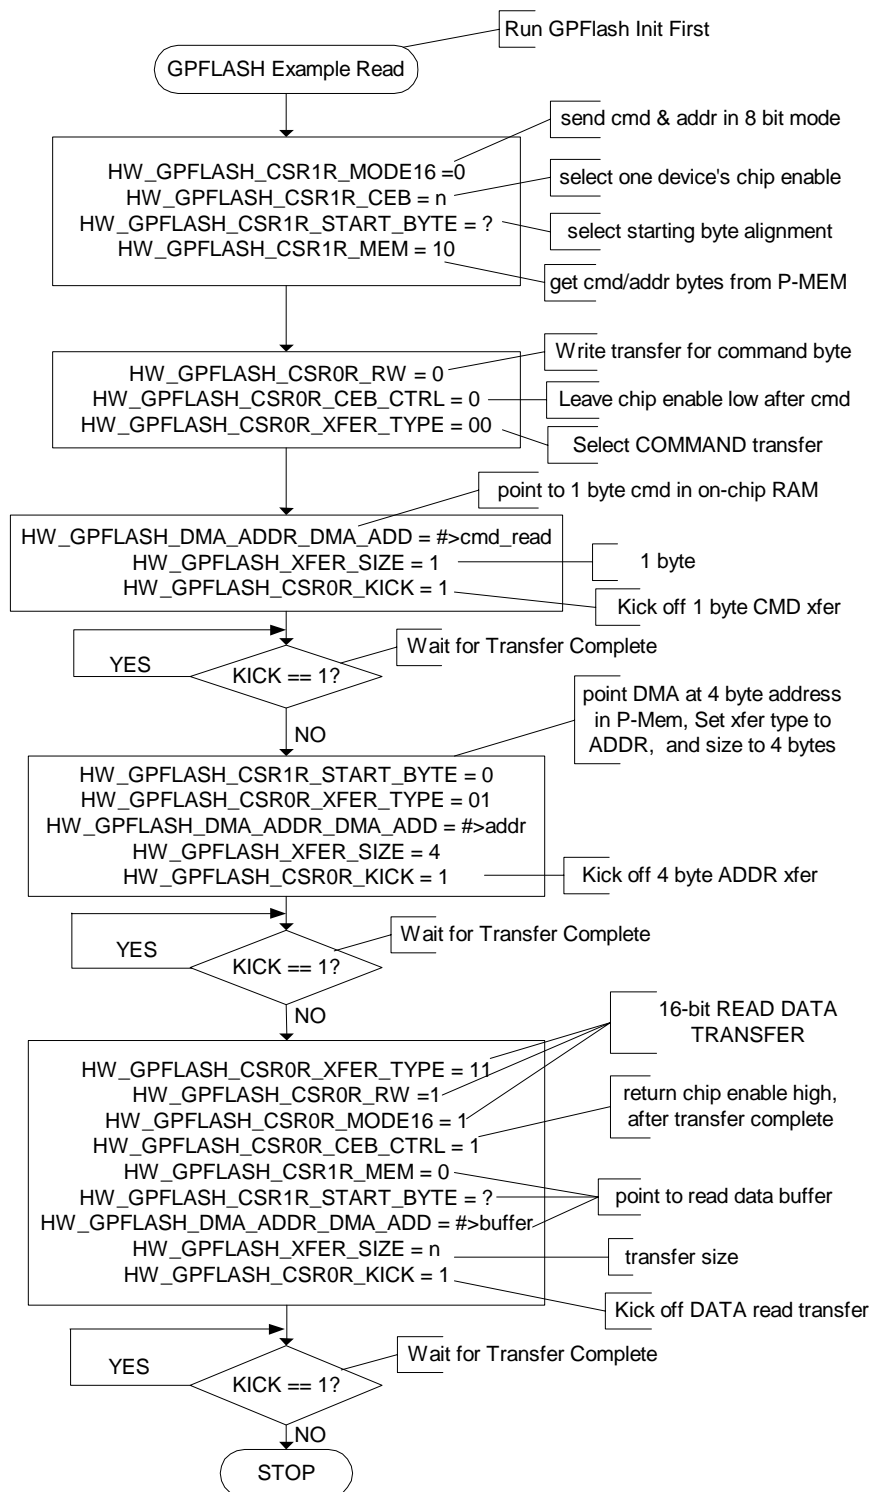 Run GPFlash Init First
GPFLASH Example Read
send cmd & addr in 8 bit mode
HW_GPFLASH_CSR1R_MODE16 =0
select one device's chip enable
HW_GPFLASH_CSR1R_CEB = n
HW_GPFLASH_CSR1R_START_BYTE = ?
select starting byte alignment
HW_GPFLASH_CSR1R_MEM = 10
get cmd/addr bytes from P-MEM
Write transfer for command byte
HW_GPFLASH_CSR0R_RW = 0
HW_GPFLASH_CSR0R_CEB_CTRL = 0
Leave chip enable low after cmd
HW_GPFLASH_CSR0R_XFER_TYPE = 00
Select COMMAND transfer
point to 1 byte cmd in on-chip RAM
HW_GPFLASH_DMA_ADDR_DMA_ADD = #>cmd_read
HW_GPFLASH_XFER_SIZE = 1
1 byte
HW_GPFLASH_CSR0R_KICK = 1
Kick off 1 byte CMD xfer
Wait for Transfer Complete
YES
KICK == 1?
point DMA at 4 byte address
in P-Mem, Set xfer type to
ADDR,  and size to 4 bytes
NO
HW_GPFLASH_CSR1R_START_BYTE = 0
HW_GPFLASH_CSR0R_XFER_TYPE = 01
HW_GPFLASH_DMA_ADDR_DMA_ADD = #>addr
HW_GPFLASH_XFER_SIZE = 4
HW_GPFLASH_CSR0R_KICK = 1
Kick off 4 byte ADDR xfer
Wait for Transfer Complete
YES
KICK == 1?
NO
16-bit READ DATA
TRANSFER
HW_GPFLASH_CSR0R_XFER_TYPE = 11
HW_GPFLASH_CSR0R_RW =1
HW_GPFLASH_CSR0R_MODE16 = 1
return chip enable high,
after transfer complete
HW_GPFLASH_CSR0R_CEB_CTRL = 1
HW_GPFLASH_CSR1R_MEM = 0
HW_GPFLASH_CSR1R_START_BYTE = ?
point to read data buffer
HW_GPFLASH_DMA_ADDR_DMA_ADD = #>buffer
HW_GPFLASH_XFER_SIZE = n
transfer size
HW_GPFLASH_CSR0R_KICK = 1
Kick off DATA read transfer
Wait for Transfer Complete
YES
KICK == 1?
NO
STOP